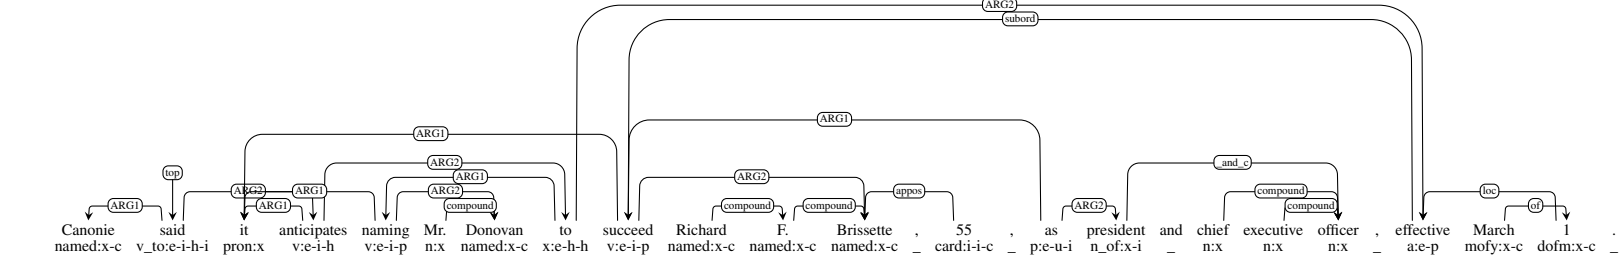 ARG2
subord
ARG1
ARG1
top ARG2 ARG1 _and_c
ARG2 ARG1 ARG2 ARG2 appos compound loc
ARG1 ARG1 compound compound compound ARG2 compound of
Canonie said it anticipates naming Mr. Donovan to succeed Richard F. Brissette , 55 , as president and chief executive officer , effective March 1 .
named:x-c v_to:e-i-h-i pron:x v:e-i-h v:e-i-p n:x named:x-c x:e-h-h v:e-i-p named:x-c named:x-c named:x-c _ card:i-i-c _ p:e-u-i n_of:x-i _ n:x n:x n:x _ a:e-p mofy:x-c dofm:x-c _